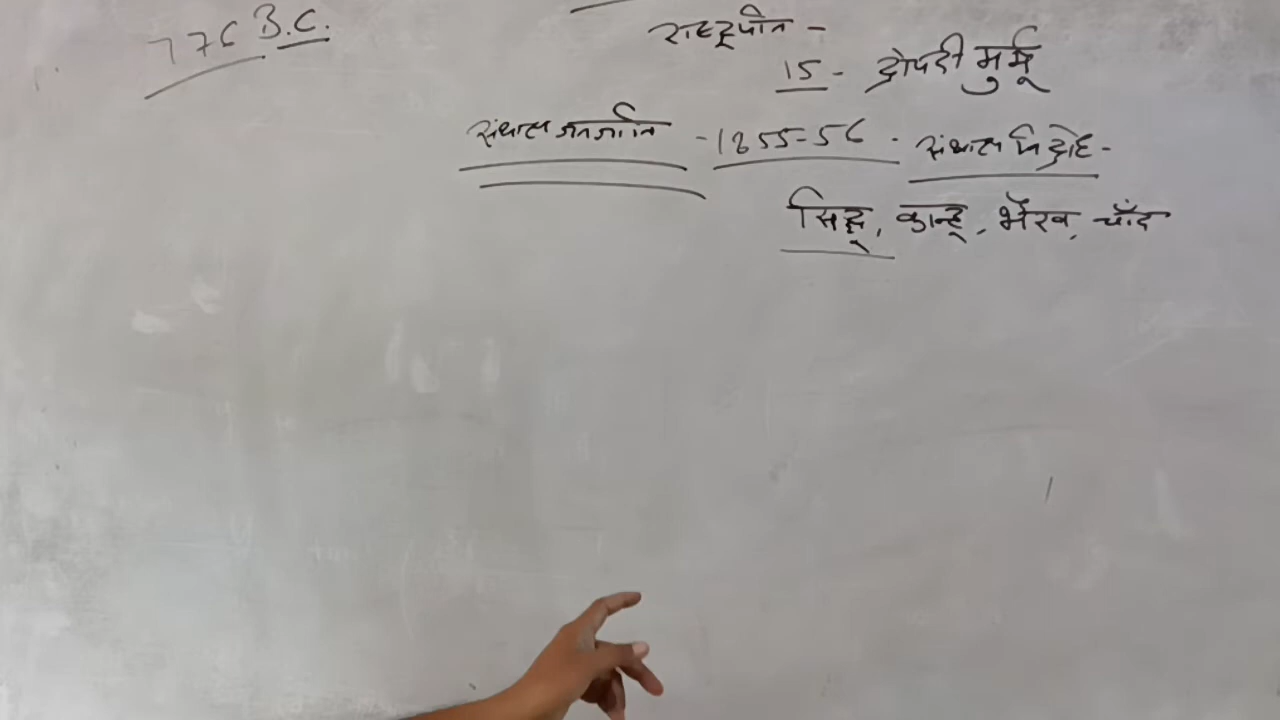 776 B.C.
राष्ट्रपति -
15 - द्रोपदी मुर्मू
संथाल जनजाति - 1855-56 - संथाल विद्रोह -
सिद्धू, कान्हू, भैरव, चाँद